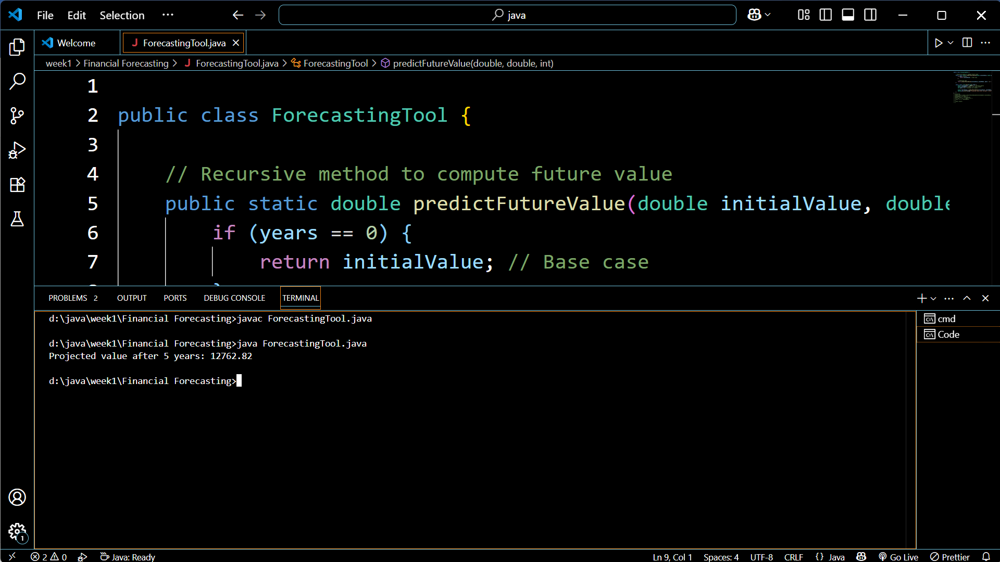 File Edit Selection ··· java
Welcome J ForecastingTool.java
week1 > Financial Forecasting > J ForecastingTool.java > ForecastingTool > predictFutureValue(double, double, int)
1
2 public class ForecastingTool {
3
4 // Recursive method to compute future value
5 public static double predictFutureValue(double initialValue, double
6 if (years == 0) {
7 return initialValue; // Base case
PROBLEMS 2 OUTPUT PORTS DEBUG CONSOLE TERMINAL
d:\java\week1\Financial Forecasting>javac ForecastingTool.java
d:\java\week1\Financial Forecasting>java ForecastingTool.java
Projected value after 5 years: 12762.82
d:\java\week1\Financial Forecasting>
cmd
Code
1
2 0 Java: Ready Ln 9, Col 1 Spaces: 4 UTF-8 CRLF {} Java Go Live Prettier